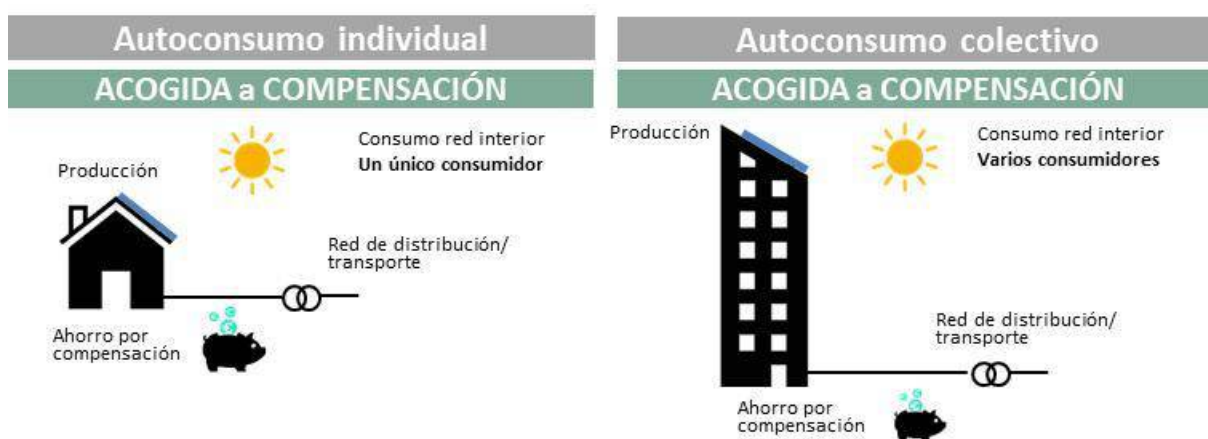 Autoconsumo individual
ACOGIDA a COMPENSACIÓN
Consumo red interior
Un único consumidor
Producción
Red de distribución/
transporte
Ahorro por
compensación
Autoconsumo colectivo
ACOGIDA a COMPENSACIÓN
Producción
Consumo red interior
Varios consumidores
Red de distribución/
transporte
Ahorro por
compensación